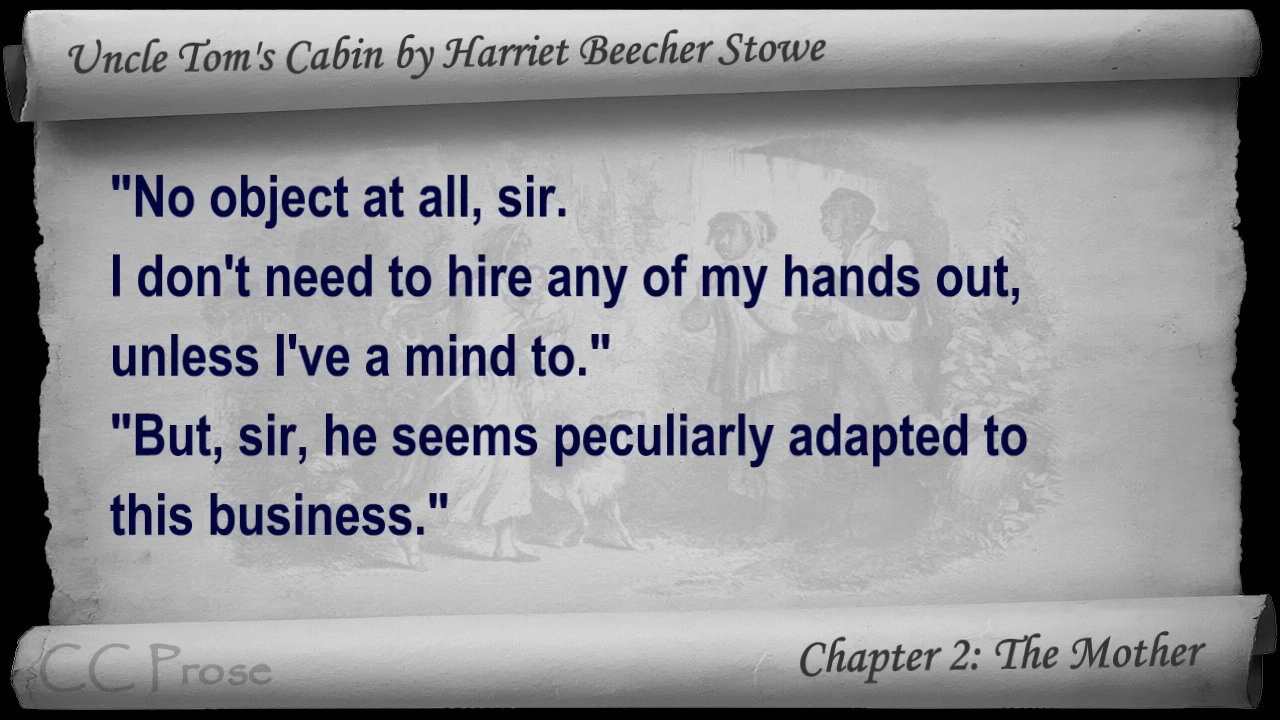 Uncle Tom's Cabin by Harriet Beecher Stowe
"No object at all, sir.
I don't need to hire any of my hands out,
unless I've a mind to."
"But, sir, he seems peculiarly adapted to
this business."
CC Prose
Chapter 2: The Mother